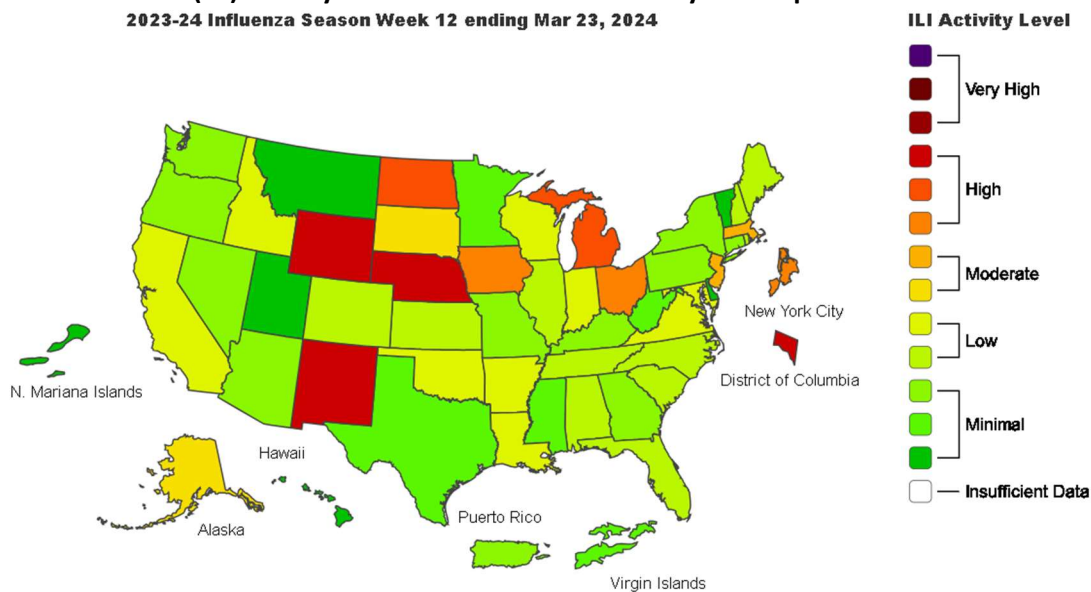 2023-24 Influenza Season Week 12 ending Mar 23, 2024
ILI Activity Level
Very High
High
Moderate
Low
Minimal
Insufficient Data
New York City
District of Columbia
N. Mariana Islands
Hawaii
Alaska
Puerto Rico
Virgin Islands